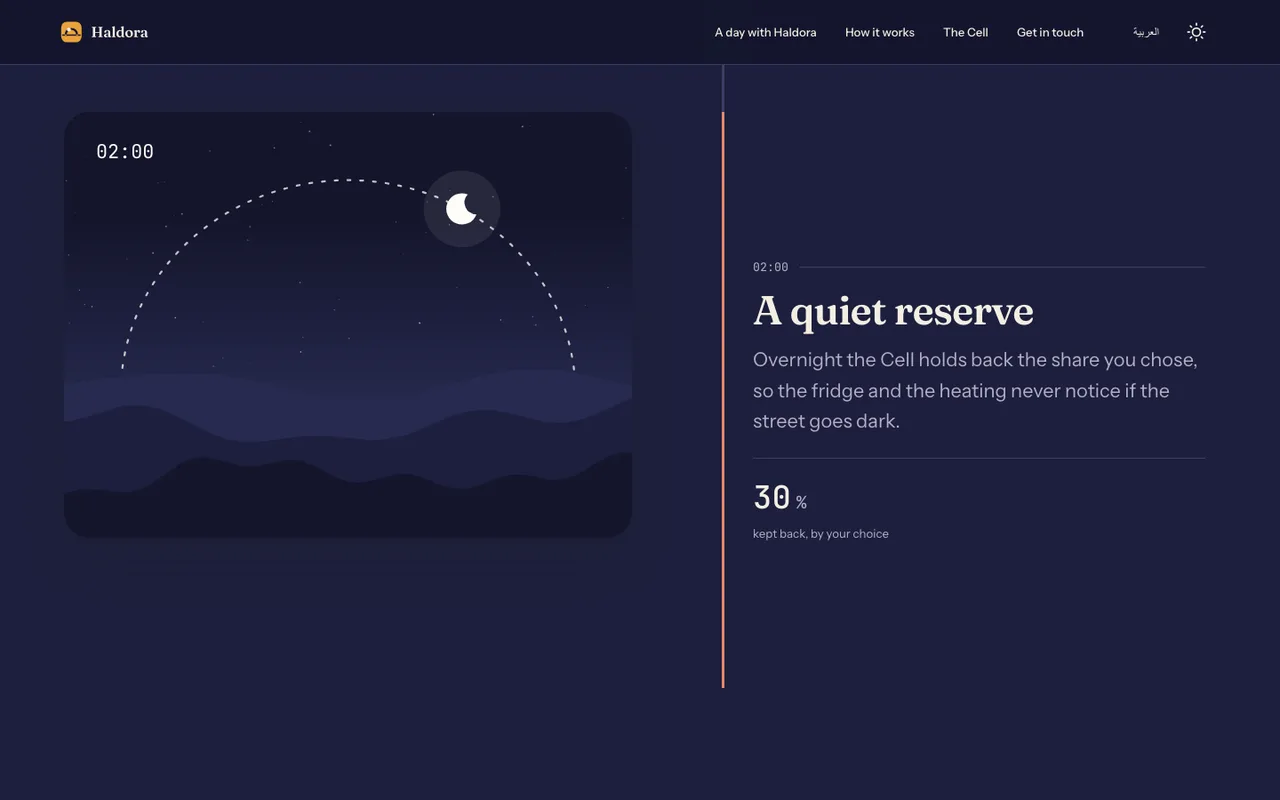 Haldora
A day with Haldora
How it works
The Cell
Get in touch
العربية
02:00
02:00
A quiet reserve
Overnight the Cell holds back the share you chose,
so the fridge and the heating never notice if the
street goes dark.
30 %
kept back, by your choice